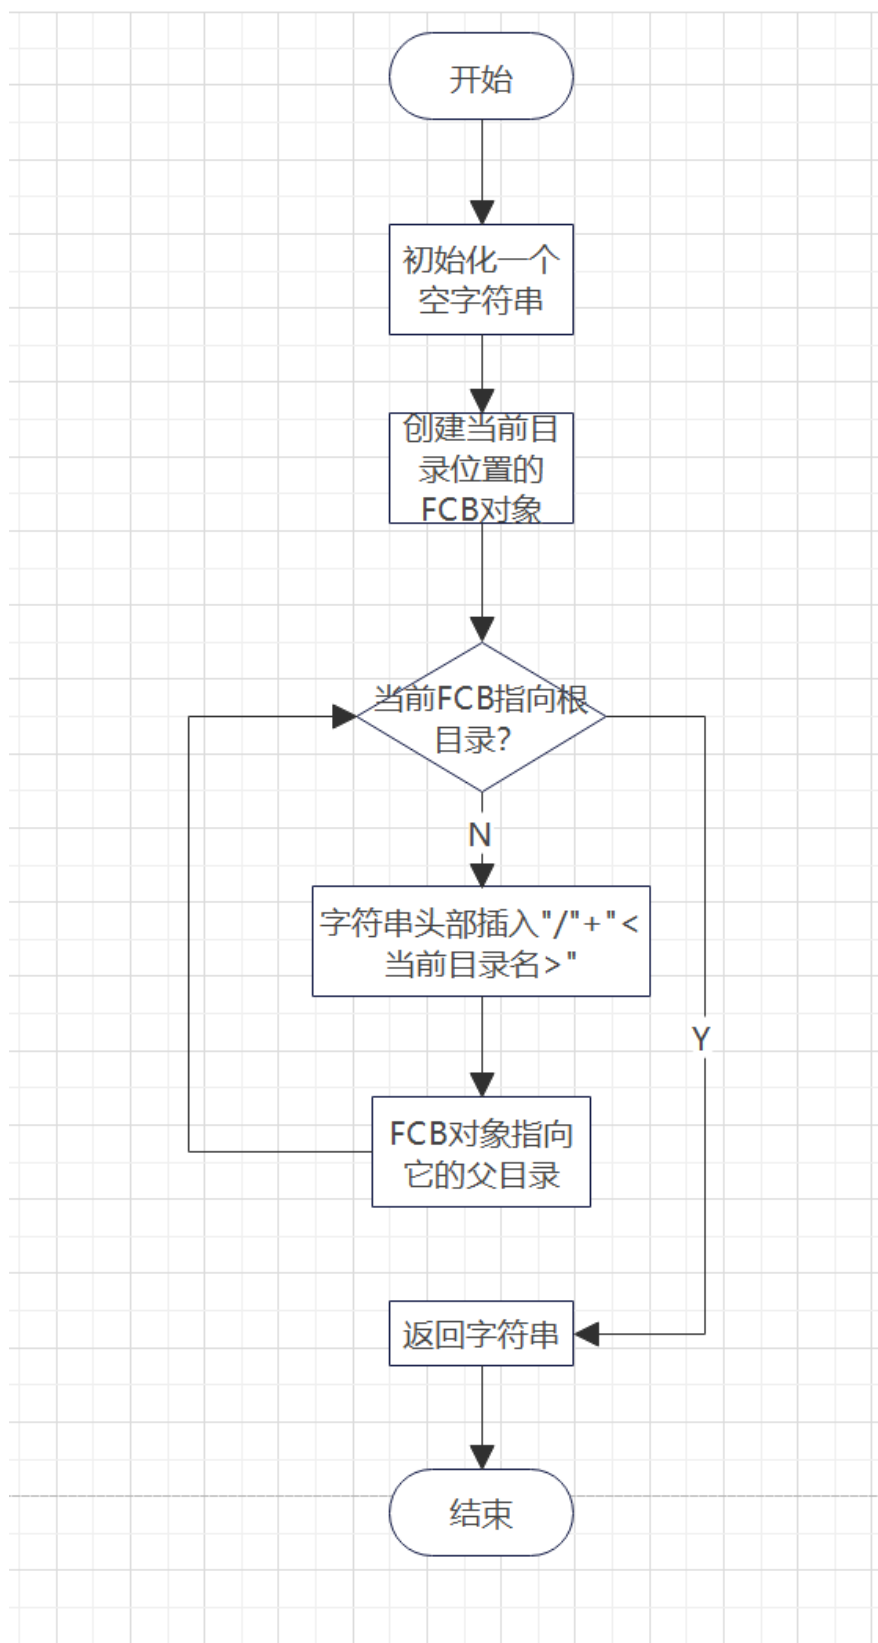 开始
初始化一个
空字符串
创建当前目
录位置的
FCB对象
当前FCB指向根
目录?
N
字符串头部插入"/"+"<
当前目录名>"
Y
FCB对象指向
它的父目录
返回字符串
结束